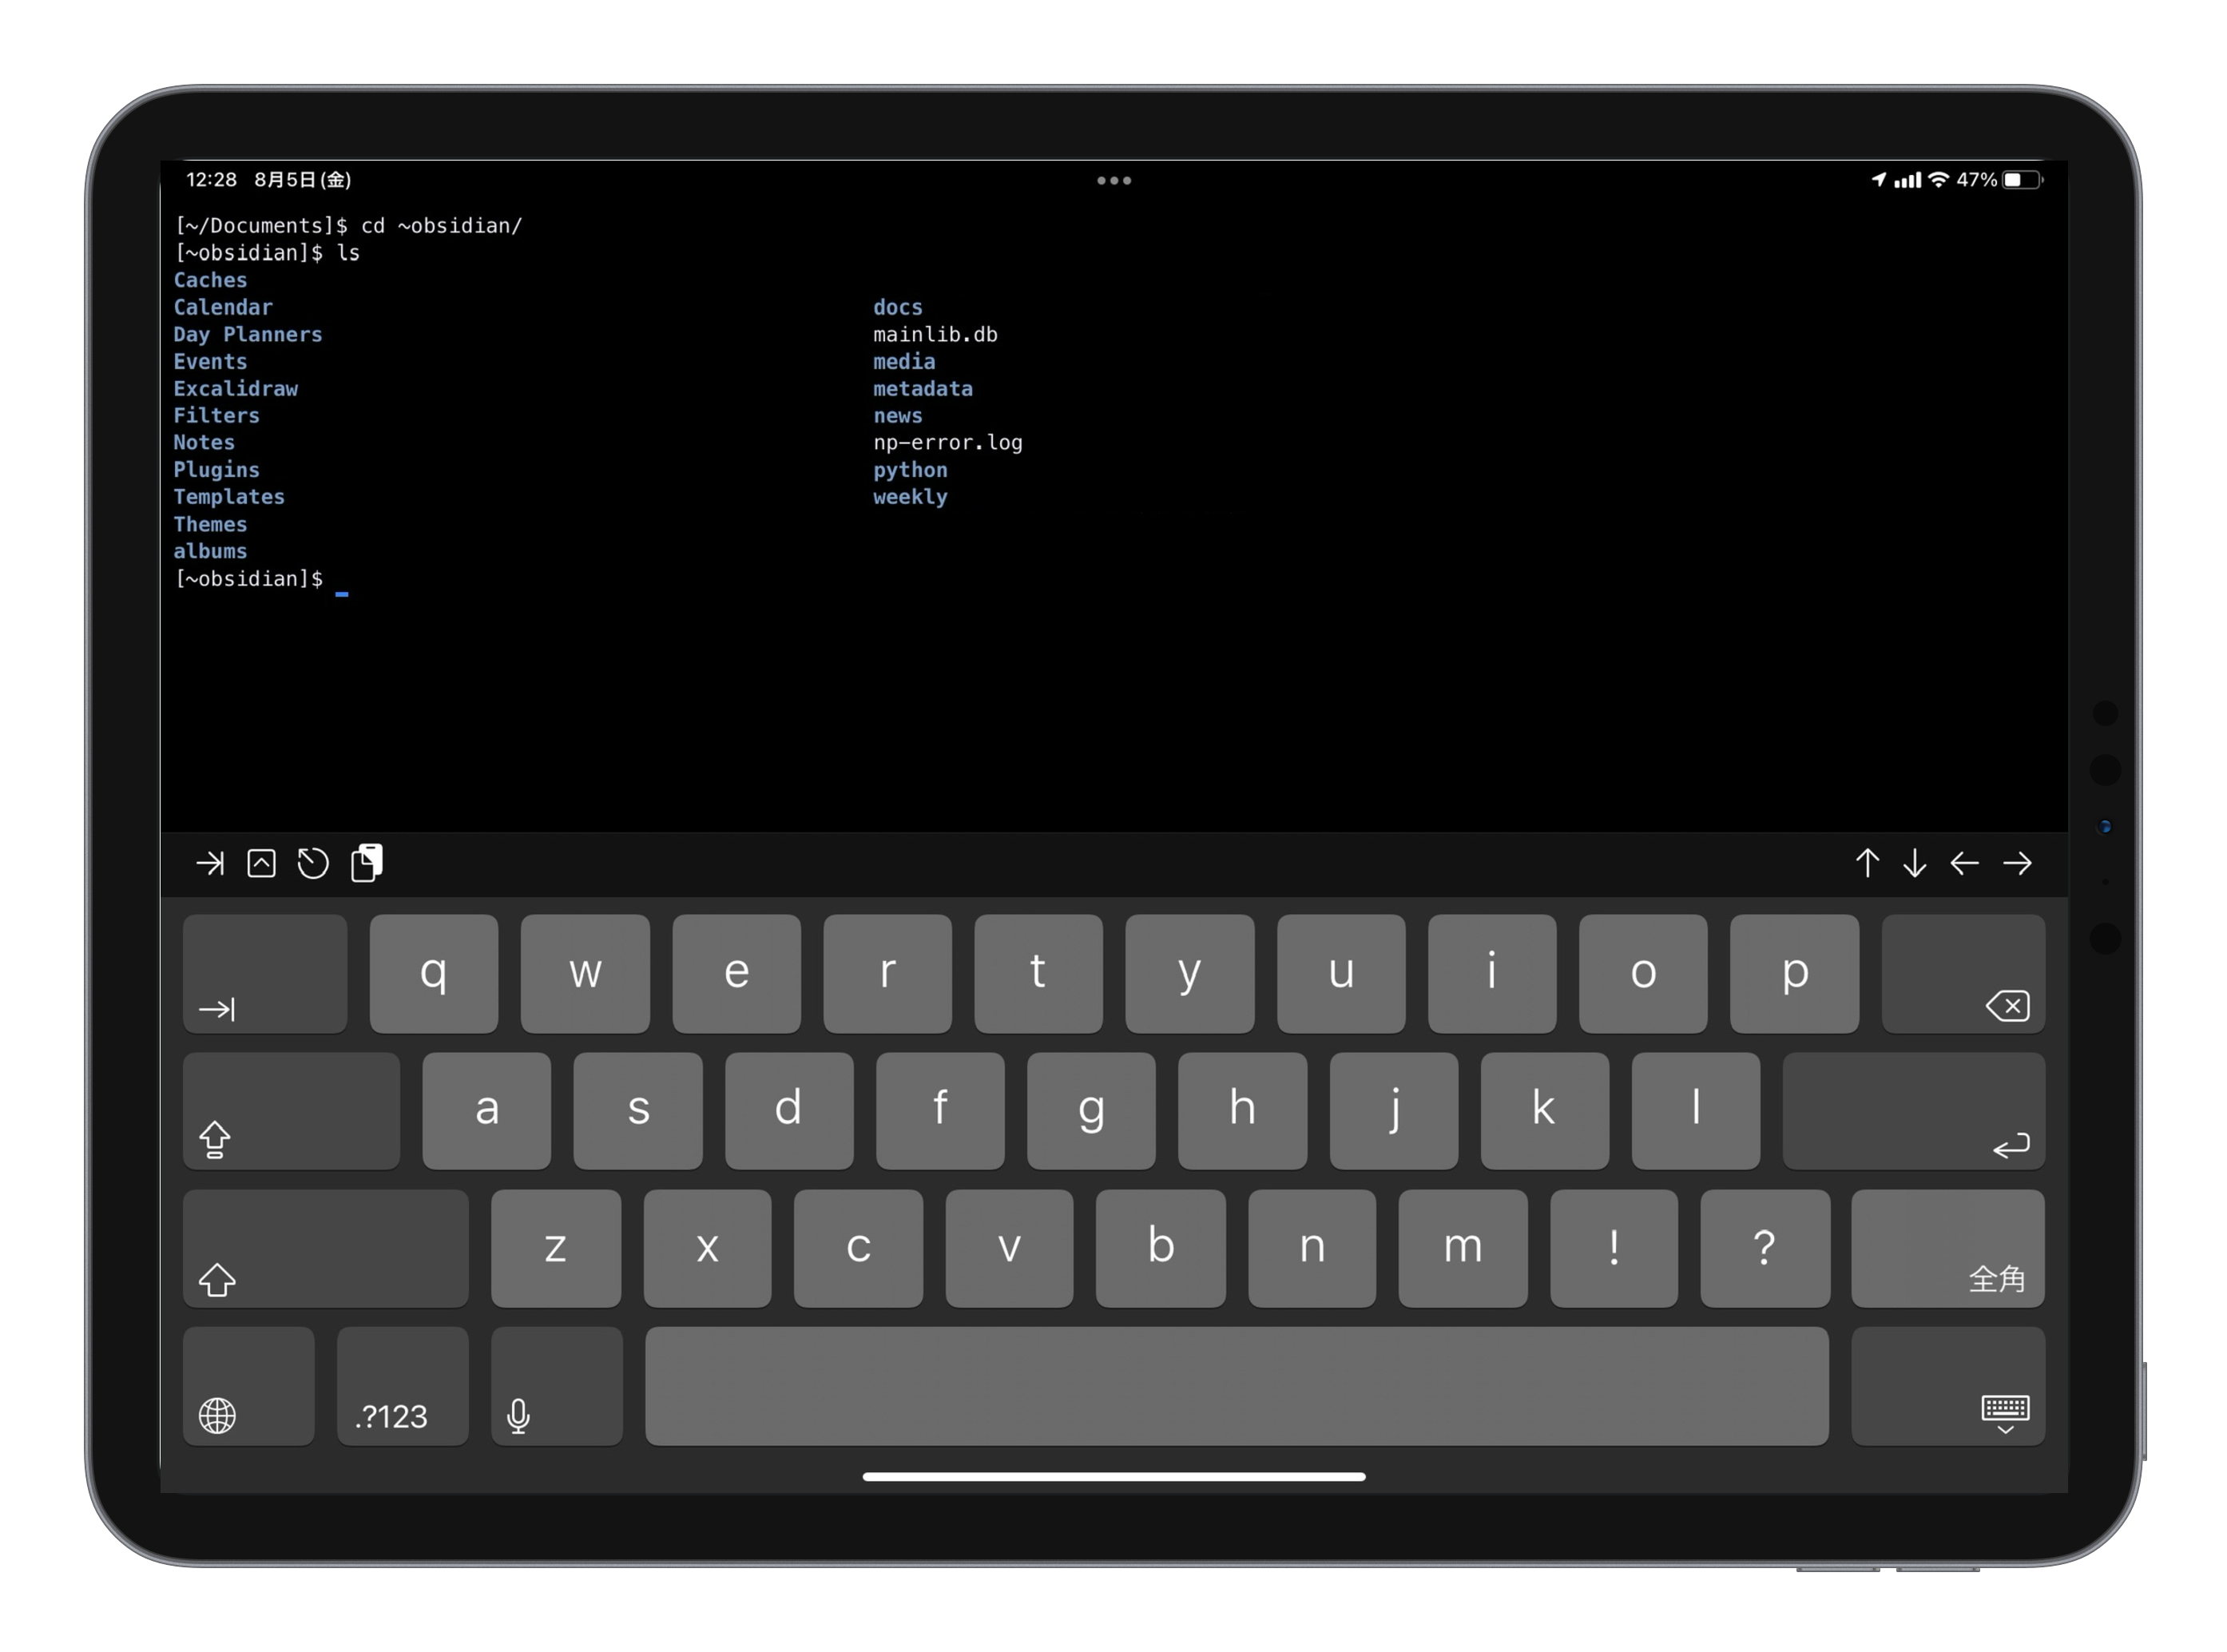 12:28 8月5日(金) 47%
[~/Documents]$ cd ~obsidian/
[~obsidian]$ ls
Caches
Calendar docs
Day Planners mainlib.db
Events media
Excalidraw metadata
Filters news
Notes np-error.log
Plugins python
Templates weekly
Themes
albums
[~obsidian]$
q w e r t y u i o p
a s d f g h j k l
z x c v b n m ! ? 全角
.?123